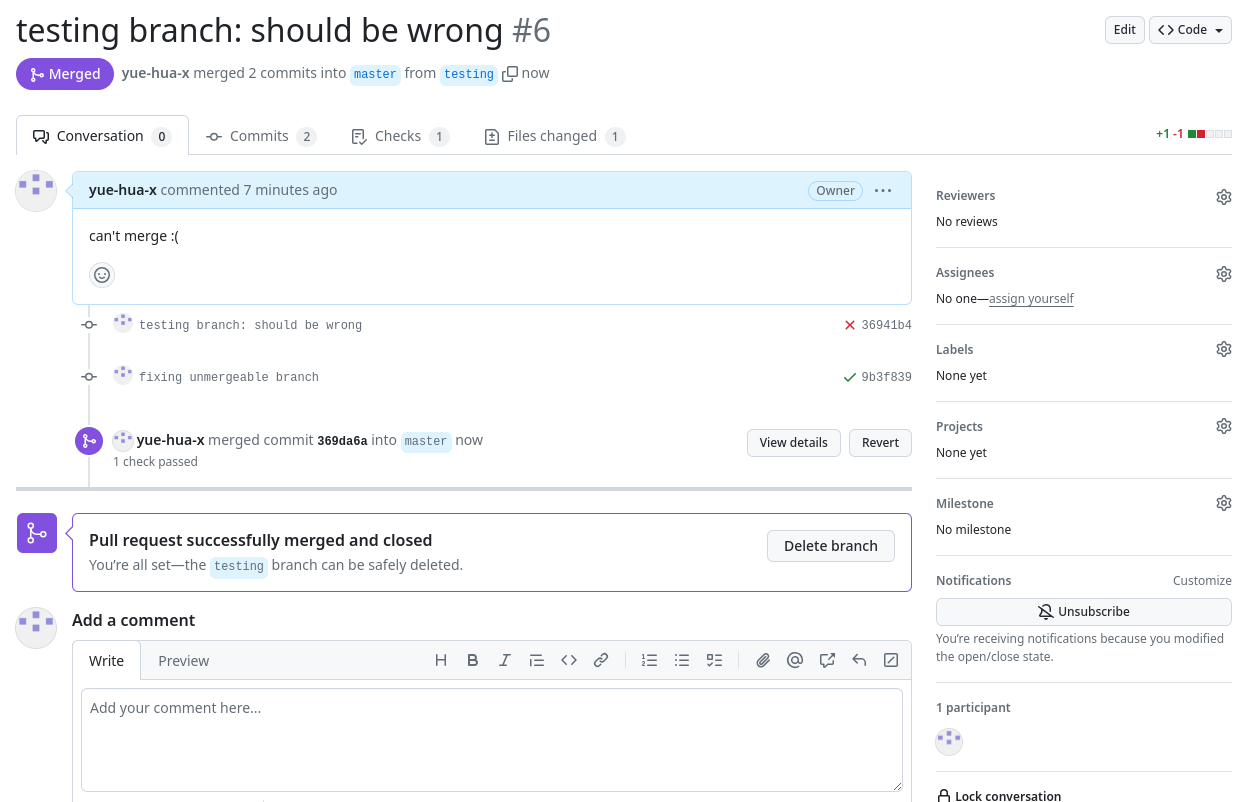 testing branch: should be wrong #6
Edit
Code
Merged
yue-hua-x merged 2 commits into master from testing now
Conversation 0
Commits 2
Checks 1
Files changed 1
+1 -1
yue-hua-x commented 7 minutes ago
Owner
can't merge :(
testing branch: should be wrong
36941b4
fixing unmergeable branch
9b3f839
yue-hua-x merged commit 369da6a into master now
1 check passed
View details
Revert
Pull request successfully merged and closed
You're all set—the testing branch can be safely deleted.
Delete branch
Add a comment
Write
Preview
Add your comment here...
Reviewers
No reviews
Assignees
No one—assign yourself
Labels
None yet
Projects
None yet
Milestone
No milestone
Notifications
Customize
Unsubscribe
You're receiving notifications because you modified
the open/close state.
1 participant
Lock conversation